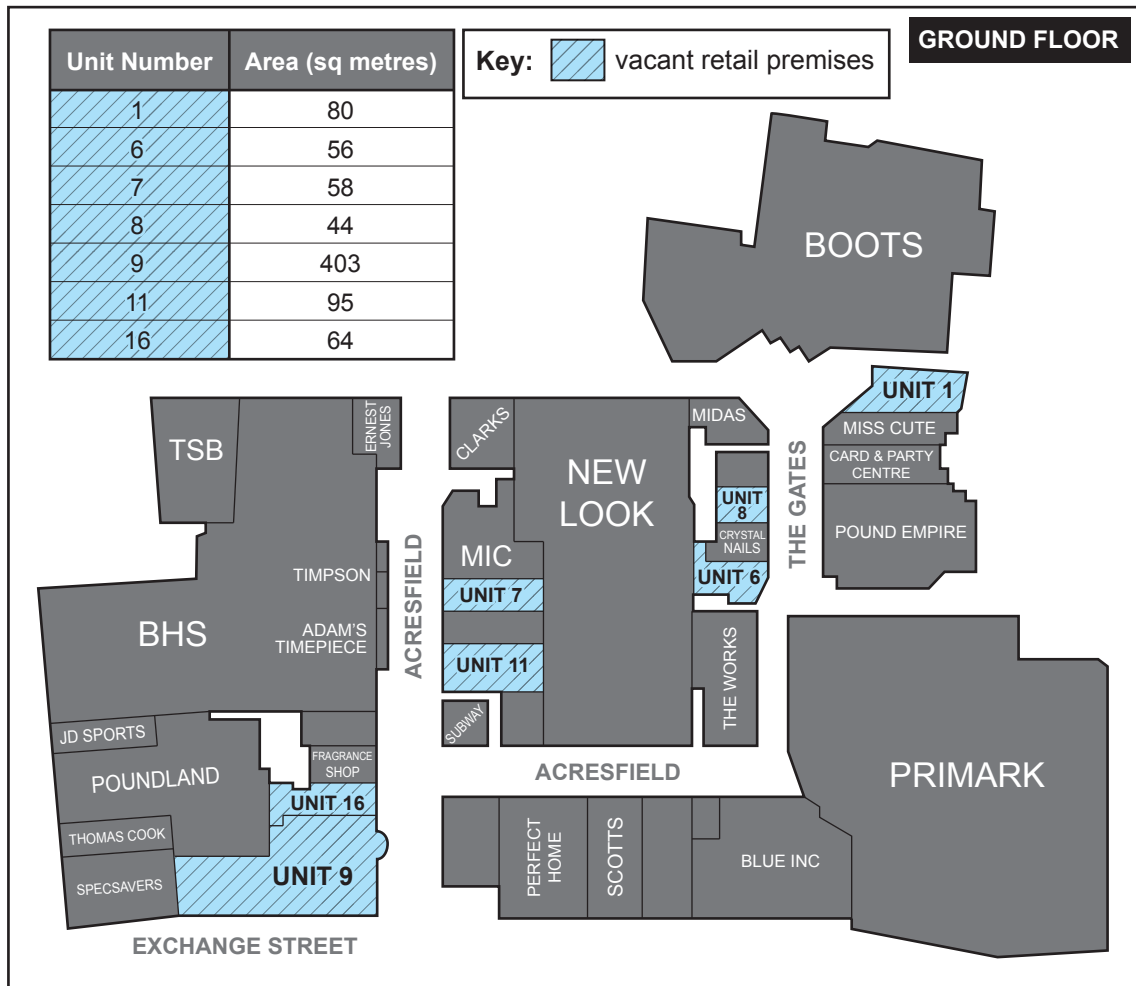 GROUND FLOOR
Unit Number Area (sq metres)
1 80
6 56
7 58
8 44
9 403
11 95
16 64
Key: vacant retail premises
BOOTS
UNIT 1
MISS CUTE
CARD & PARTY
CENTRE
POUND EMPIRE
THE GATES
TSB
ERNEST
JONES
CLARKS
NEW
LOOK
MIDAS
UNIT
8
CRYSTAL
NAILS
UNIT 6
MIC
UNIT 7
UNIT 11
SUBWAY
THE WORKS
ACRESFIELD
TIMPSON
ADAM'S
TIMEPIECE
BHS
JD SPORTS
POUNDLAND
FRAGRANCE
SHOP
UNIT 16
THOMAS COOK
SPECSAVERS
UNIT 9
ACRESFIELD
PRIMARK
PERFECT
HOME
SCOTTS
BLUE INC
EXCHANGE STREET